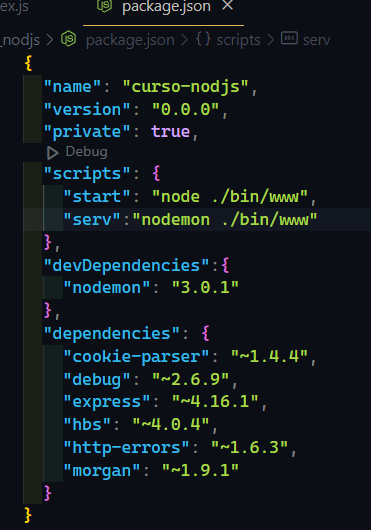 ex.js
package.json ×
_nodjs > package.json > {} scripts > abc serv
{
"name": "curso-nodjs",
"version": "0.0.0",
"private": true,
Debug
"scripts": {
"start": "node ./bin/www",
"serv":"nodemon ./bin/www"
},
"devDependencies":{
"nodemon": "3.0.1"
},
"dependencies": {
"cookie-parser": "~1.4.4",
"debug": "~2.6.9",
"express": "~4.16.1",
"hbs": "~4.0.4",
"http-errors": "~1.6.3",
"morgan": "~1.9.1"
}
}